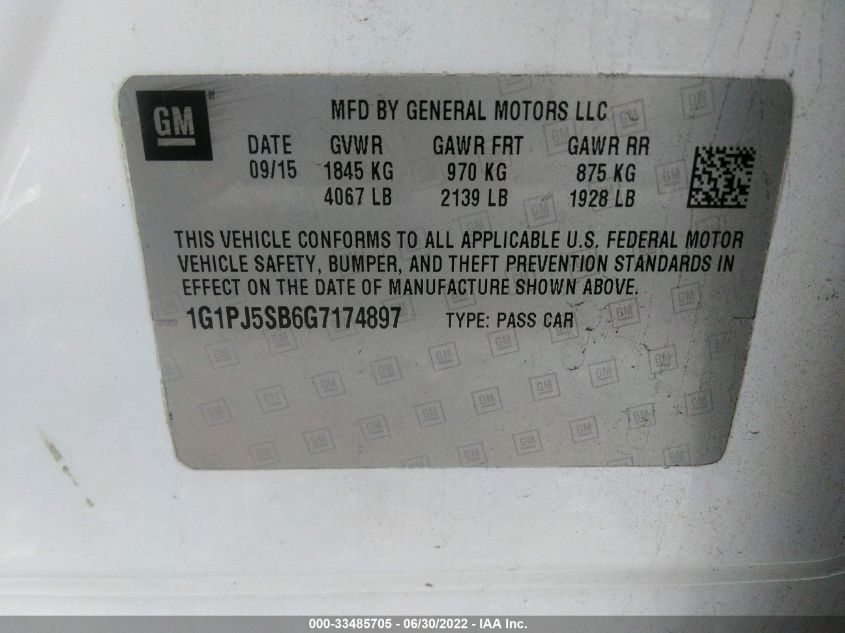 GM ®
MFD BY GENERAL MOTORS LLC
DATE GVWR GAWR FRT GAWR RR
09/15 1845 KG 970 KG 875 KG
4067 LB 2139 LB 1928 LB
THIS VEHICLE CONFORMS TO ALL APPLICABLE U.S. FEDERAL MOTOR
VEHICLE SAFETY, BUMPER, AND THEFT PREVENTION STANDARDS IN
EFFECT ON THE DATE OF MANUFACTURE SHOWN ABOVE.
1G1PJ5SB6G7174897 TYPE: PASS CAR
000-33485705 - 06/30/2022 - IAA Inc.